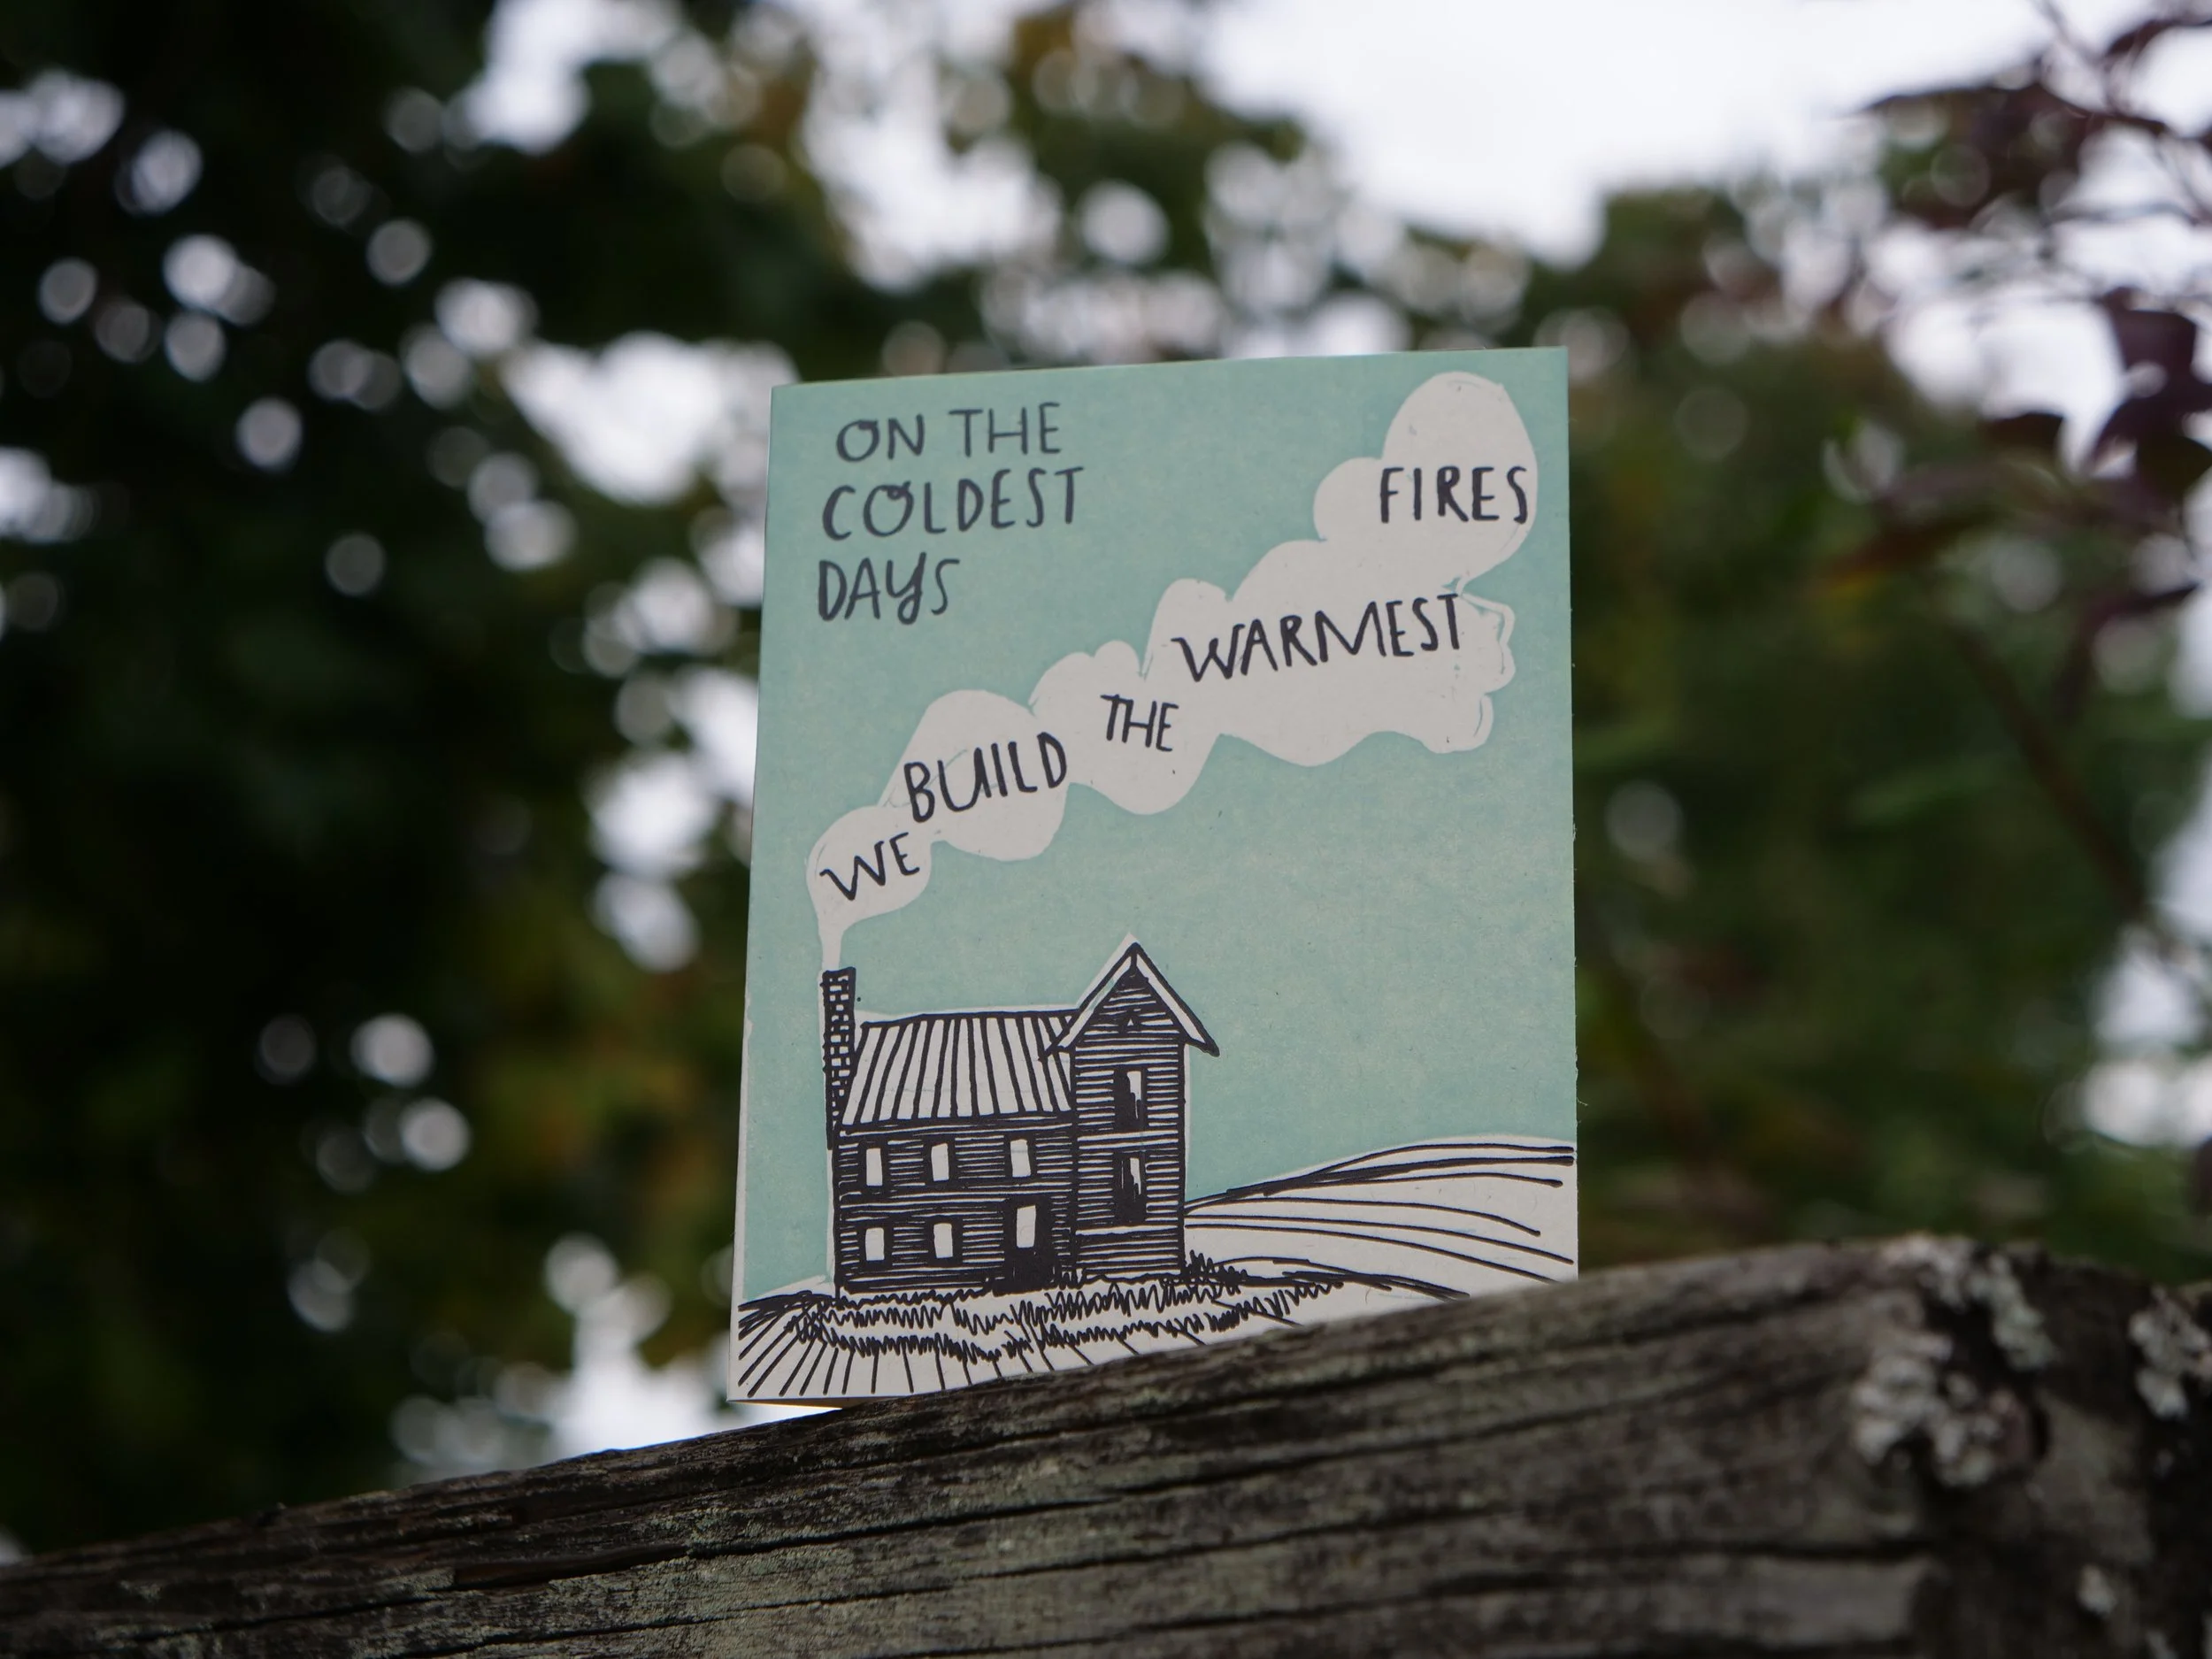 ON THE
COLDEST
DAYS
WE
BUILD
THE
WARMEST
FIRES